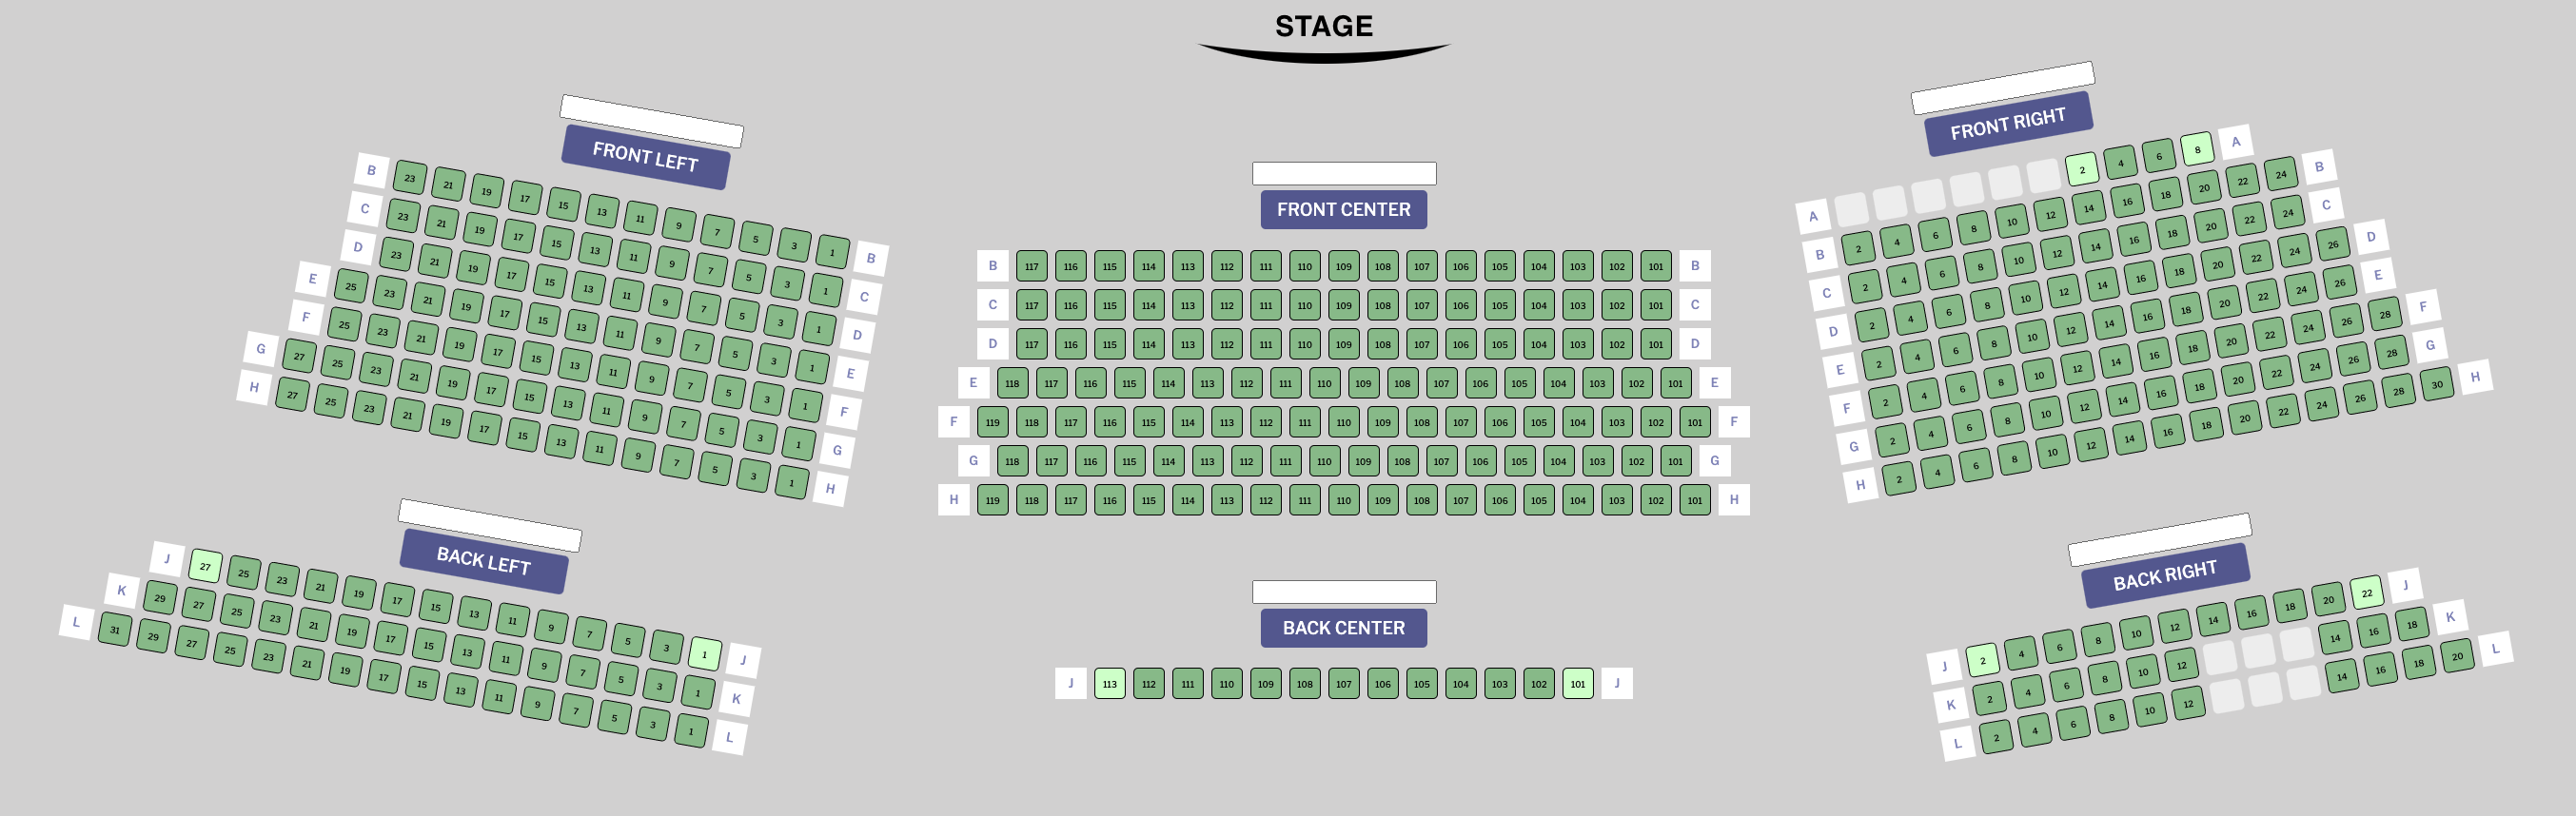 STAGE
FRONT LEFT
B 23 21 19 17 15 13 11 9 7 5 3 1 B
C 23 21 19 17 15 13 11 9 7 5 3 1 C
D 23 21 19 17 15 13 11 9 7 5 3 1 D
E 25 23 21 19 17 15 13 11 9 7 5 3 1 E
F 25 23 21 19 17 15 13 11 9 7 5 3 1 F
G 27 25 23 21 19 17 15 13 11 9 7 5 3 1 G
H 27 25 23 21 19 17 15 13 11 9 7 5 3 1 H
FRONT CENTER
B 117 116 115 114 113 112 111 110 109 108 107 106 105 104 103 102 101 B
C 117 116 115 114 113 112 111 110 109 108 107 106 105 104 103 102 101 C
D 117 116 115 114 113 112 111 110 109 108 107 106 105 104 103 102 101 D
E 118 117 116 115 114 113 112 111 110 109 108 107 106 105 104 103 102 101 E
F 119 118 117 116 115 114 113 112 111 110 109 108 107 106 105 104 103 102 101 F
G 118 117 116 115 114 113 112 111 110 109 108 107 106 105 104 103 102 101 G
H 119 118 117 116 115 114 113 112 111 110 109 108 107 106 105 104 103 102 101 H
FRONT RIGHT
A 2 4 6 8 A
B 2 4 6 8 10 12 14 16 18 20 22 24 B
C 2 4 6 8 10 12 14 16 18 20 22 24 C
D 2 4 6 8 10 12 14 16 18 20 22 24 26 D
E 2 4 6 8 10 12 14 16 18 20 22 24 26 E
F 2 4 6 8 10 12 14 16 18 20 22 24 26 28 F
G 2 4 6 8 10 12 14 16 18 20 22 24 26 28 G
H 2 4 6 8 10 12 14 16 18 20 22 24 26 28 30 H
BACK LEFT
J 27 25 23 21 19 17 15 13 11 9 7 5 3 1 J
K 29 27 25 23 21 19 17 15 13 11 9 7 5 3 1 K
L 31 29 27 25 23 21 19 17 15 13 11 9 7 5 3 1 L
BACK CENTER
J 113 112 111 110 109 108 107 106 105 104 103 102 101 J
BACK RIGHT
J 2 4 6 8 10 12 14 16 18 20 22 J
K 2 4 6 8 10 12 14 16 18 K
L 2 4 6 8 10 12 14 16 18 20 L